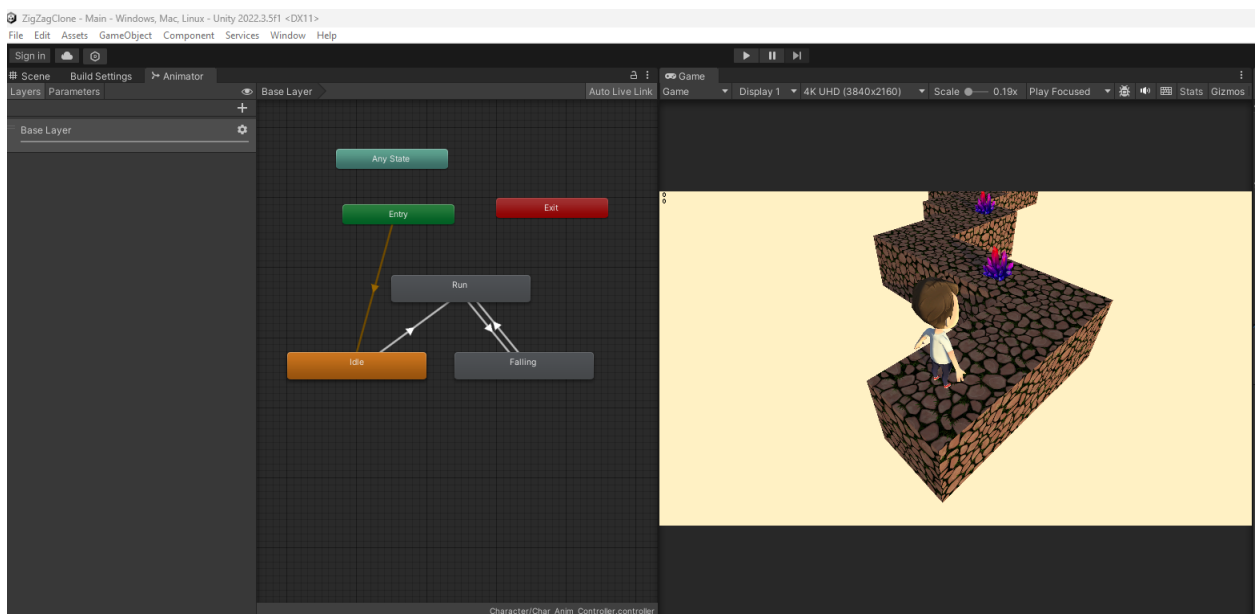 ZigZagClone - Main - Windows, Mac, Linux - Unity 2022.3.5f1 <DX11>
File Edit Assets GameObject Component Services Window Help
Sign in
Scene Build Settings Animator
Layers Parameters
Base Layer
Auto Live Link
Base Layer
Any State
Entry
Exit
Run
Idle
Falling
Character/Char_Anim_Controller.controller
Game
Game Display 1 4K UHD (3840x2160) Scale 0.19x Play Focused Stats Gizmos
0
0